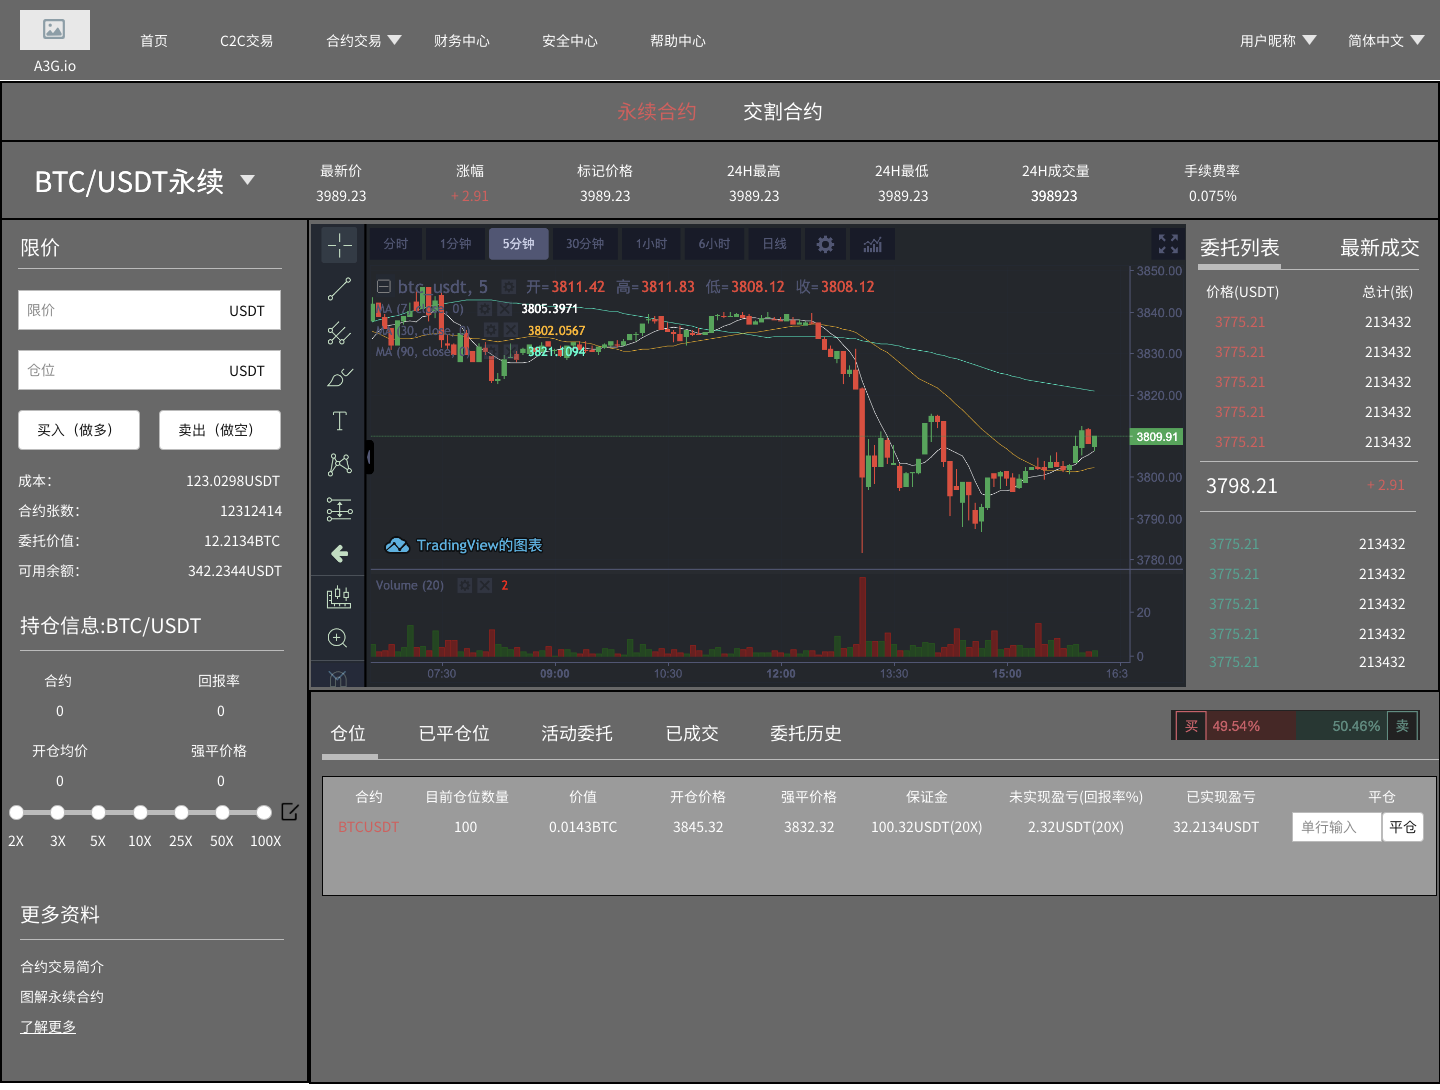 A3G.io
首页 C2C交易 合约交易 财务中心 安全中心 帮助中心 用户昵称 简体中文
永续合约 交割合约
BTC/USDT永续
最新价 涨幅 标记价格 24H最高 24H最低 24H成交量 手续费率
3989.23 + 2.91 3989.23 3989.23 3989.23 398923 0.075%
限价
限价 USDT
仓位 USDT
买入（做多） 卖出（做空）
成本： 123.0298USDT
合约张数： 12312414
委托价值： 12.2134BTC
可用余额： 342.2344USDT
持仓信息:BTC/USDT
合约 回报率
0 0
开仓均价 强平价格
0 0
2X 3X 5X 10X 25X 50X 100X
更多资料
合约交易简介
图解永续合约
了解更多
分时 1分钟 5分钟 30分钟 1小时 6小时 日线
btc_usdt, 5 开=3811.42 高=3811.83 低=3808.12 收=3808.12
MA (7, close, 0) 3805.3971
MA (30, close, 0) 3802.0567
MA (90, close, 0) 3821.1094
3850.00
3840.00
3830.00
3820.00
3809.91
3800.00
3790.00
3780.00
TradingView的图表
Volume (20) 2
20
0
07:30 09:00 10:30 12:00 13:30 15:00 16:3
委托列表 最新成交
价格(USDT) 总计(张)
3775.21 213432
3775.21 213432
3775.21 213432
3775.21 213432
3775.21 213432
3798.21 + 2.91
3775.21 213432
3775.21 213432
3775.21 213432
3775.21 213432
3775.21 213432
仓位 已平仓位 活动委托 已成交 委托历史
买 49.54% 50.46% 卖
合约 目前仓位数量 价值 开仓价格 强平价格 保证金 未实现盈亏(回报率%) 已实现盈亏 平仓
BTCUSDT 100 0.0143BTC 3845.32 3832.32 100.32USDT(20X) 2.32USDT(20X) 32.2134USDT 单行输入 平仓